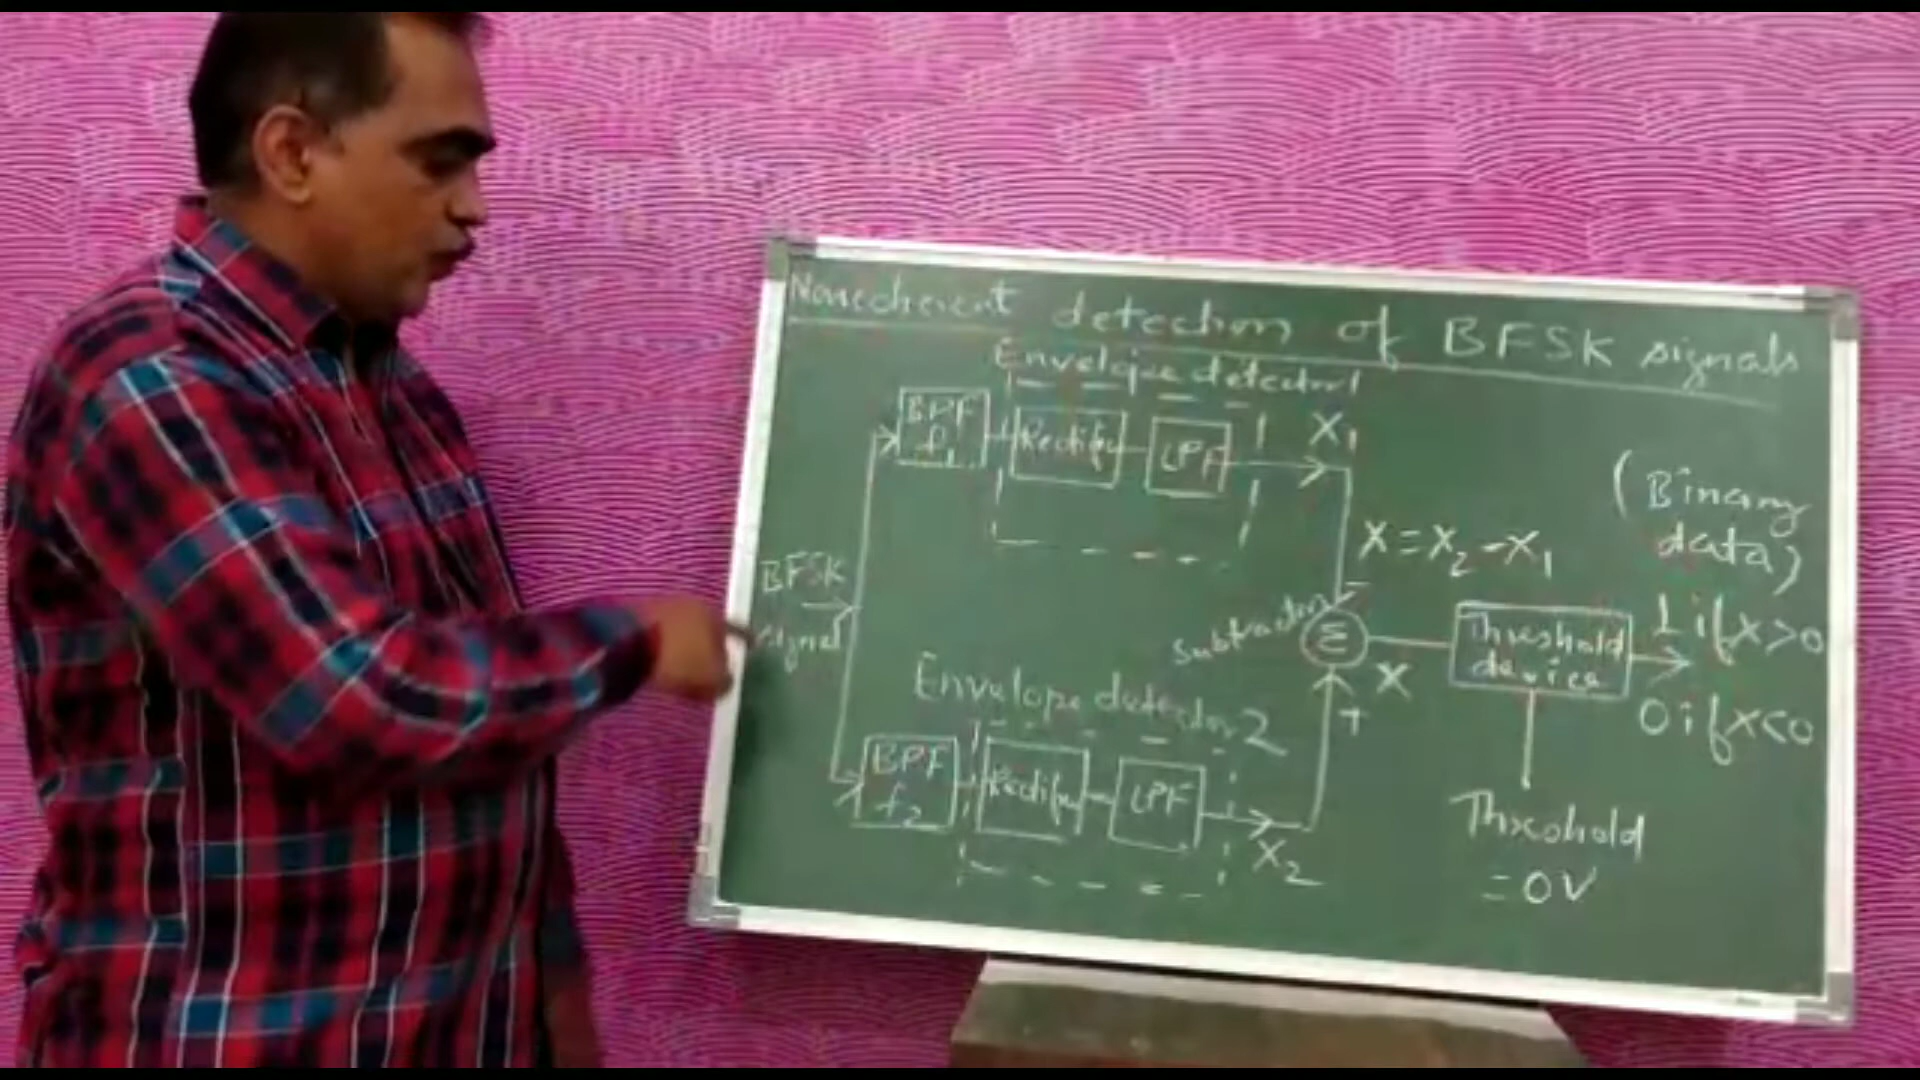 Noncoherent detection of BFSK signals
Envelope detector 1
BPF
f1
Rectifier
LPF
X1
(Binary
data)
X = X2 - X1
BFSK
signal
-
Subtractor
Σ
X
+
Threshold
device
1 if X>0
0 if X<0
Envelope detector 2
BPF
f2
Rectifier
LPF
X2
Threshold
= 0V